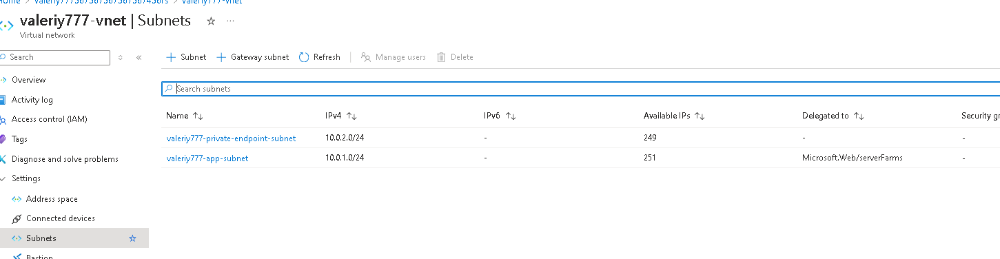 valeriy777-vnet
valeriy777-vnet | Subnets
Virtual network
Search
Subnet
Gateway subnet
Refresh
Manage users
Delete
Search subnets
Overview
Activity log
Access control (IAM)
Tags
Diagnose and solve problems
Settings
Address space
Connected devices
Subnets
Bastion
Name IPv4 IPv6 Available IPs Delegated to Security gr
valeriy777-private-endpoint-subnet 10.0.2.0/24 - 249 - -
valeriy777-app-subnet 10.0.1.0/24 - 251 Microsoft.Web/serverFarms -